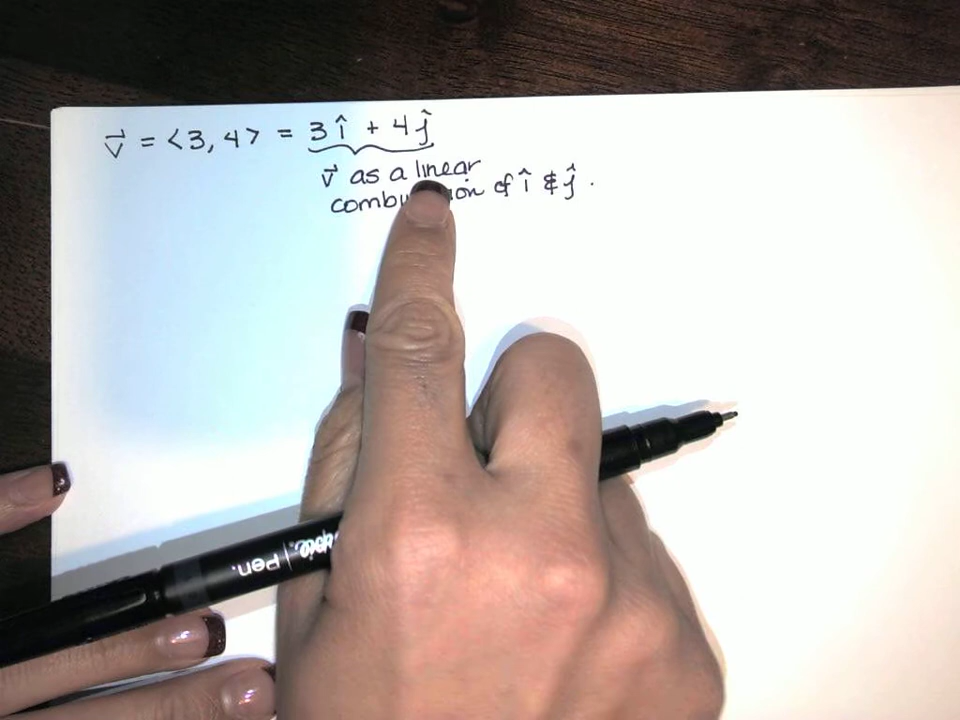 v⃗ = <3, 4> = 3î + 4ĵ
v⃗ as a linear
of î & ĵ.
Pen.